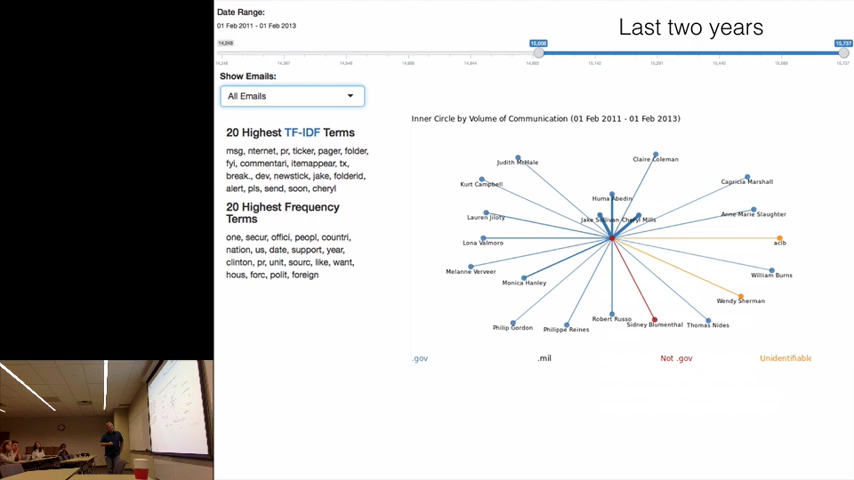 Date Range:
01 Feb 2011 - 01 Feb 2013
Last two years
14,248
15,006
15,737
Show Emails:
All Emails
20 Highest TF-IDF Terms
msg, nternet, pr, ticker, pager, folder,
fyi, commentari, itemappear, tx,
break., dev, newstick, jake, folderid,
alert, pls, send, soon, cheryl
20 Highest Frequency
Terms
one, secur, offici, peopl, countri,
nation, us, date, support, year,
clinton, pr, unit, sourc, like, want,
hous, forc, polit, foreign
Inner Circle by Volume of Communication (01 Feb 2011 - 01 Feb 2013)
Judith McHale
Claire Coleman
Kurt Campbell
Capricia Marshall
Huma Abedin
Lauren Jiloty
Jake Sullivan
Cheryl Mills
Anne-Marie Slaughter
Lona Valmoro
acib
Melanne Verveer
William Burns
Monica Hanley
Wendy Sherman
Philip Gordon
Philippe Reines
Robert Russo
Sidney Blumenthal
Thomas Nides
.gov
.mil
Not .gov
Unidentifiable